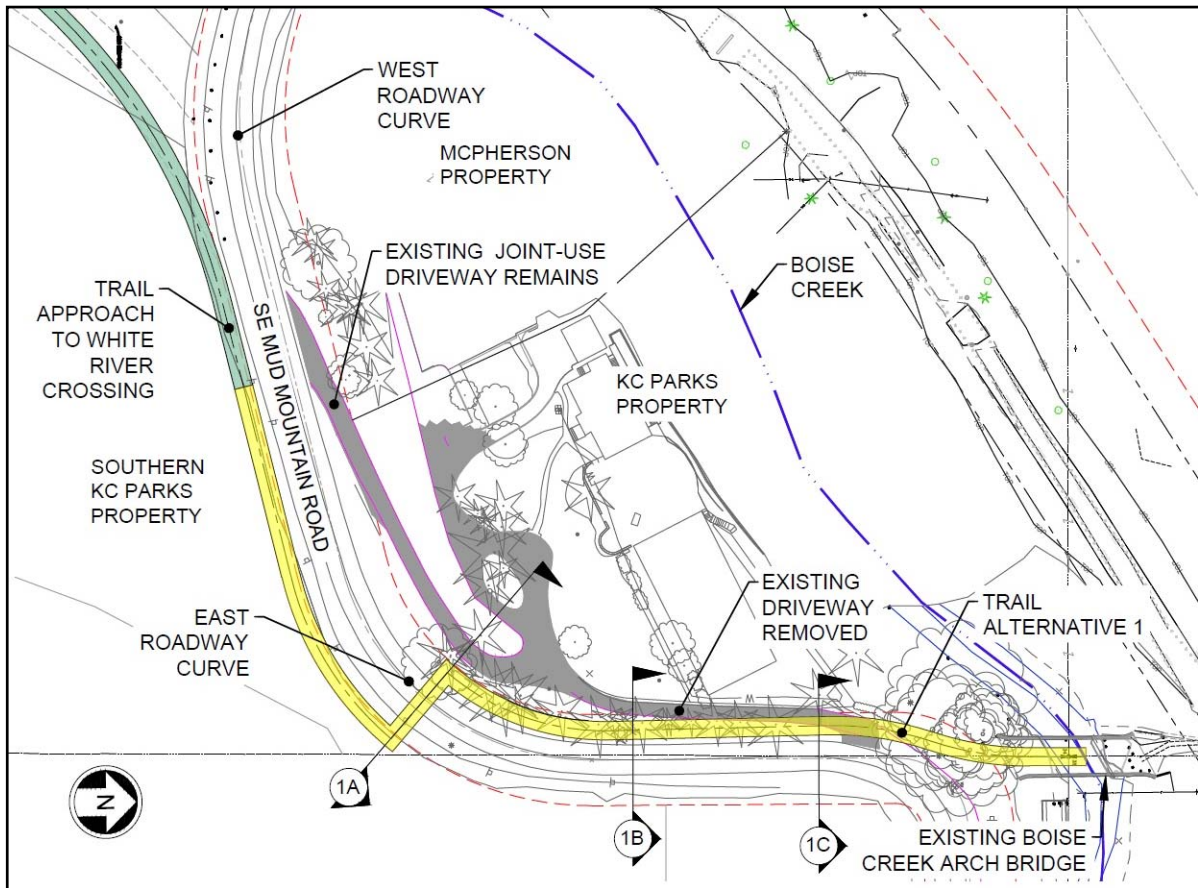 WEST
ROADWAY
CURVE
MCPHERSON
PROPERTY
EXISTING JOINT-USE
DRIVEWAY REMAINS
BOISE
CREEK
TRAIL
APPROACH
TO WHITE
RIVER
CROSSING
SE MUD MOUNTAIN ROAD
KC PARKS
PROPERTY
SOUTHERN
KC PARKS
PROPERTY
EXISTING
DRIVEWAY
REMOVED
TRAIL
ALTERNATIVE 1
EAST
ROADWAY
CURVE
N
1A
1B
1C
EXISTING BOISE
CREEK ARCH BRIDGE